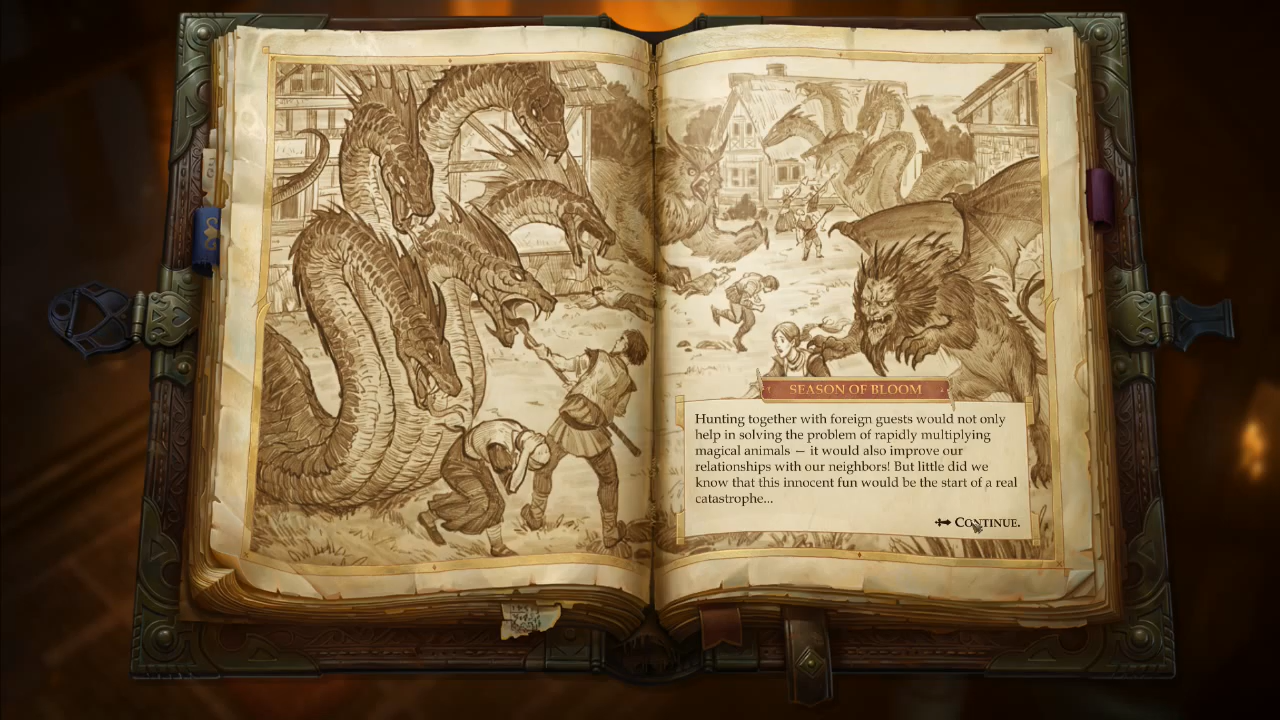 SEASON OF BLOOM
Hunting together with foreign guests would not only
help in solving the problem of rapidly multiplying
magical animals — it would also improve our
relationships with our neighbors! But little did we
know that this innocent fun would be the start of a real
catastrophe...
CONTINUE.